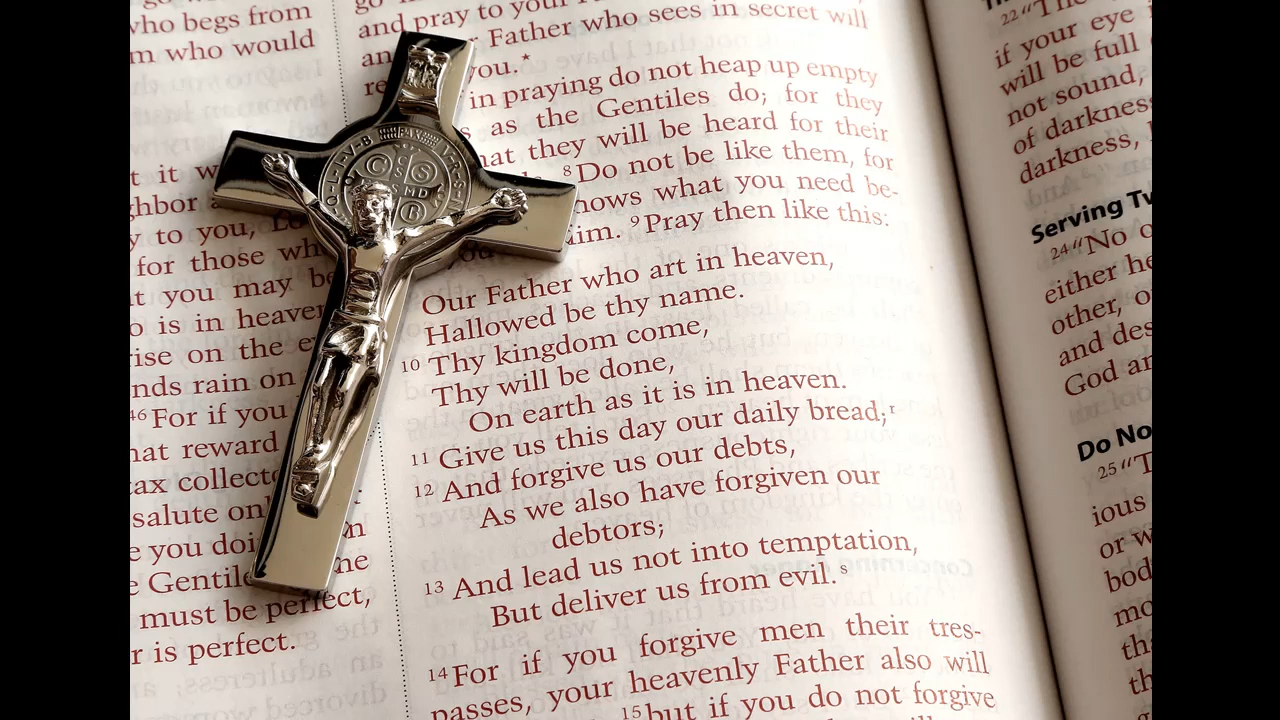 who begs from
m who would
t it w
ghbor
y to you,
for those wh
t you may be
o is in heaven
rise on the e
nds rain on
46 For if you
hat reward
tax collecto
salute on
e you doi
e Gentile
must be perfect,
r is perfect.
and pray to your
Father who sees in secret will
you.*
in praying do not heap up empty
s as the Gentiles do; for they
hat they will be heard for their
8 Do not be like them, for
nows what you need be-
him. 9 Pray then like this:
Our Father who art in heaven,
Hallowed be thy name.
10 Thy kingdom come,
Thy will be done,
On earth as it is in heaven.
11 Give us this day our daily bread;r
12 And forgive us our debts,
As we also have forgiven our
debtors;
13 And lead us not into temptation,
But deliver us from evil.
14 For if you forgive men their tres-
passes, your heavenly Father also will
15 but if you do not forgive
22 "The
if your eye i
will be full
not sound,
of darkness
darkness,
Serving Tw
24 "No o
either he
other, o
and des
God an
Do No
25 "T
ious
or w
bod
mo
tha
th